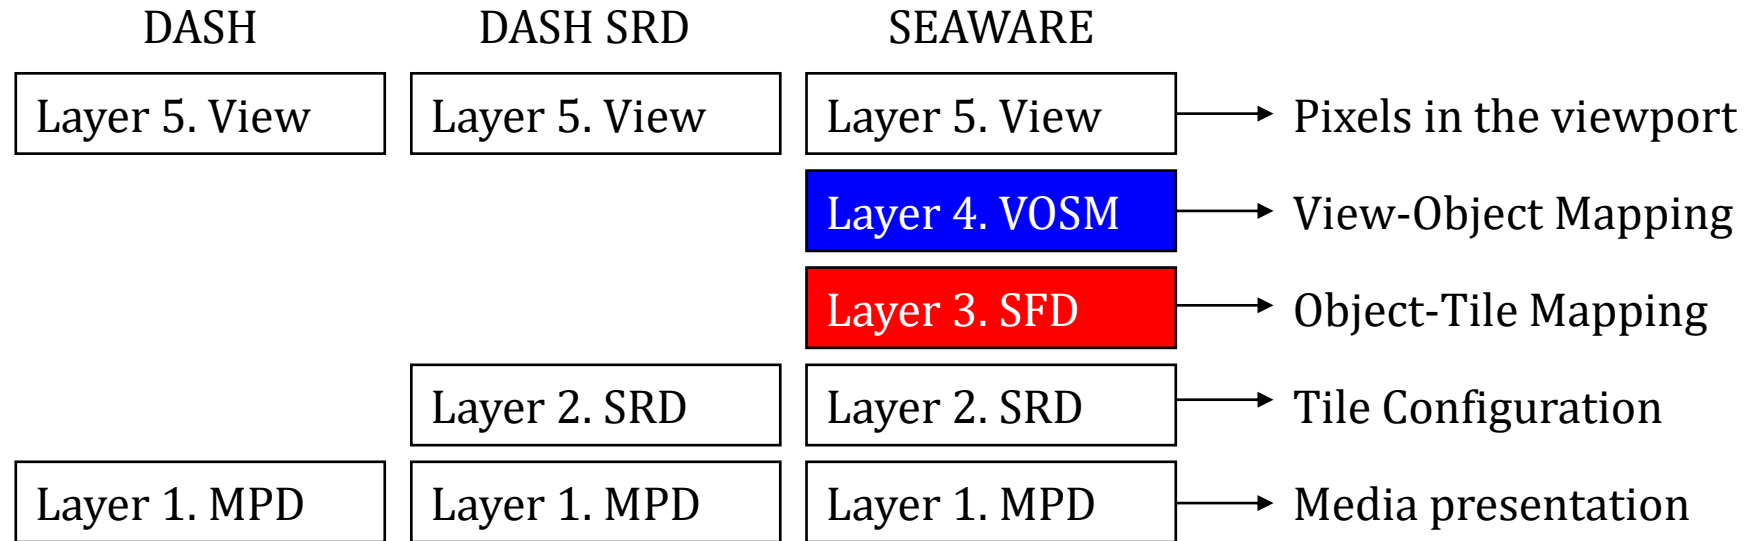 DASH DASH SRD SEAWARE
Layer 5. View Layer 5. View Layer 5. View Pixels in the viewport
Layer 4. VOSM View-Object Mapping
Layer 3. SFD Object-Tile Mapping
Layer 2. SRD Layer 2. SRD Tile Configuration
Layer 1. MPD Layer 1. MPD Layer 1. MPD Media presentation